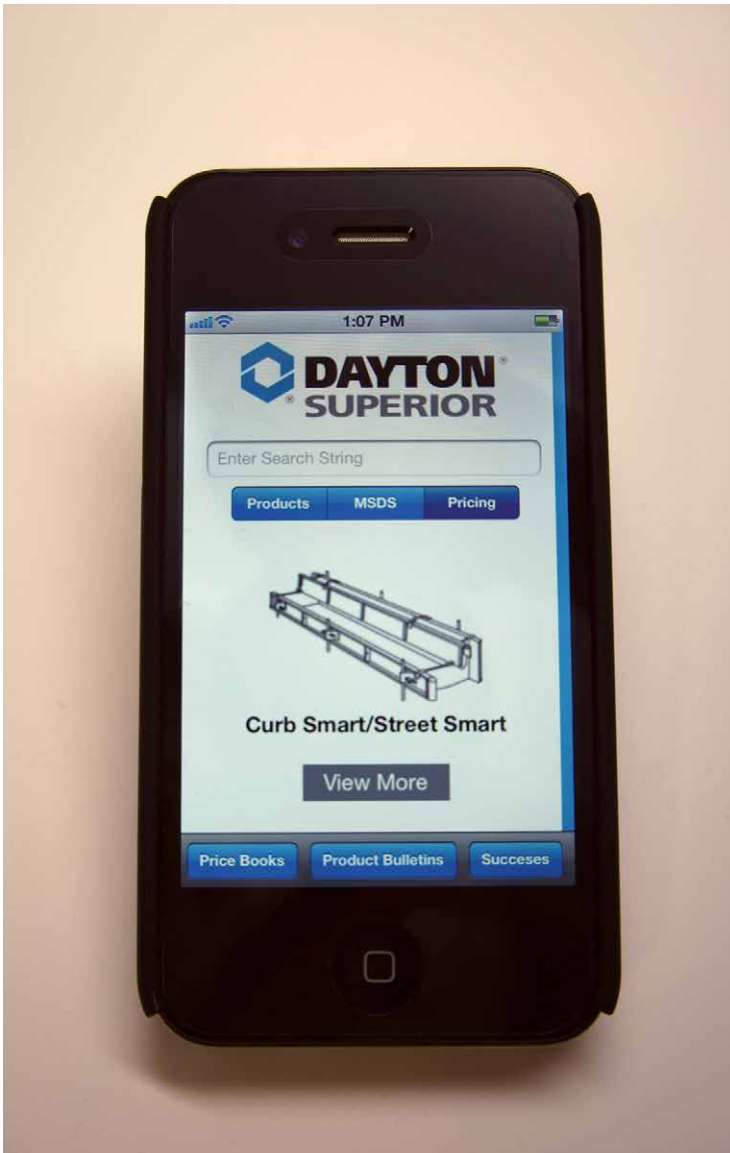 1:07 PM
DAYTON®
® SUPERIOR
Enter Search String
Products MSDS Pricing
Curb Smart/Street Smart
View More
Price Books Product Bulletins Succeses